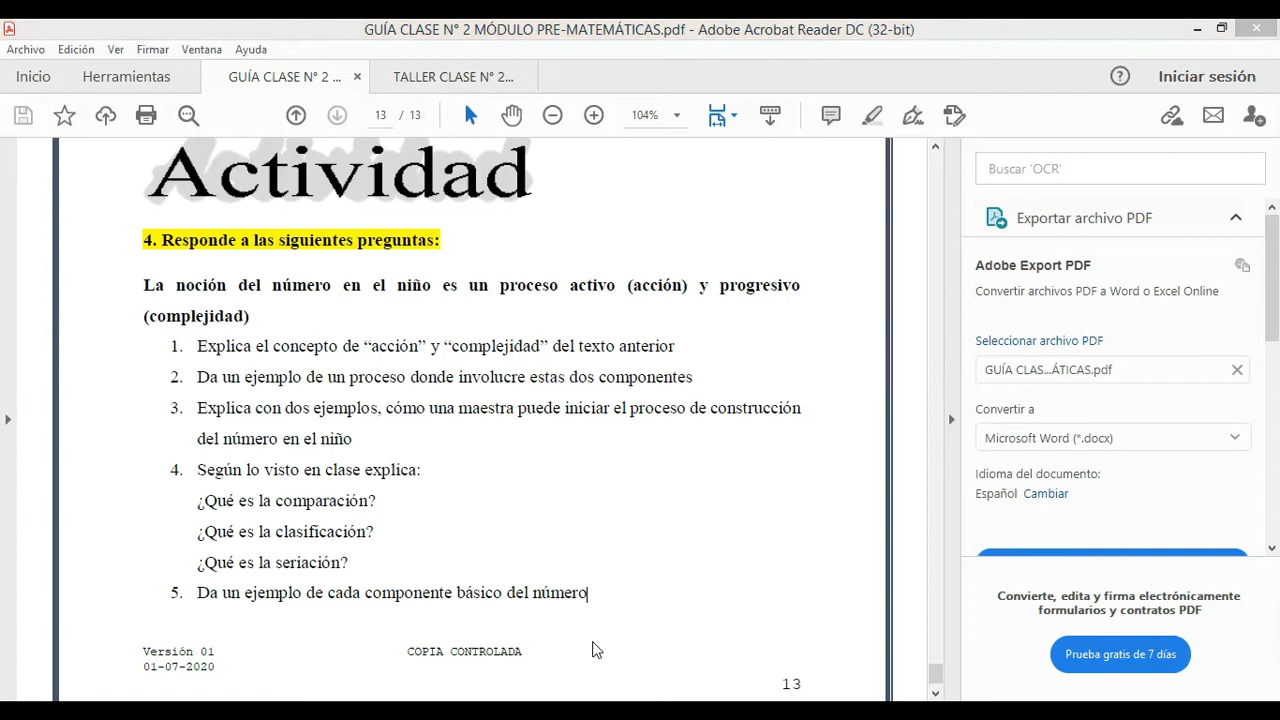 GUÍA CLASE N° 2 MÓDULO PRE-MATEMÁTICAS.pdf - Adobe Acrobat Reader DC (32-bit)
Archivo Edición Ver Firmar Ventana Ayuda
Inicio Herramientas GUÍA CLASE N° 2 ... × TALLER CLASE N° 2... Iniciar sesión
13 / 13 104%
Actividad
4. Responde a las siguientes preguntas:
La noción del número en el niño es un proceso activo (acción) y progresivo
(complejidad)
1. Explica el concepto de “acción” y “complejidad” del texto anterior
2. Da un ejemplo de un proceso donde involucre estas dos componentes
3. Explica con dos ejemplos, cómo una maestra puede iniciar el proceso de construcción
del número en el niño
4. Según lo visto en clase explica:
¿Qué es la comparación?
¿Qué es la clasificación?
¿Qué es la seriación?
5. Da un ejemplo de cada componente básico del número
Versión 01 COPIA CONTROLADA
01-07-2020
13
Buscar 'OCR'
Exportar archivo PDF
Adobe Export PDF
Convertir archivos PDF a Word o Excel Online
Seleccionar archivo PDF
GUÍA CLAS...ÁTICAS.pdf
Convertir a
Microsoft Word (*.docx)
Idioma del documento:
Español Cambiar
Convierte, edita y firma electrónicamente
formularios y contratos PDF
Prueba gratis de 7 días